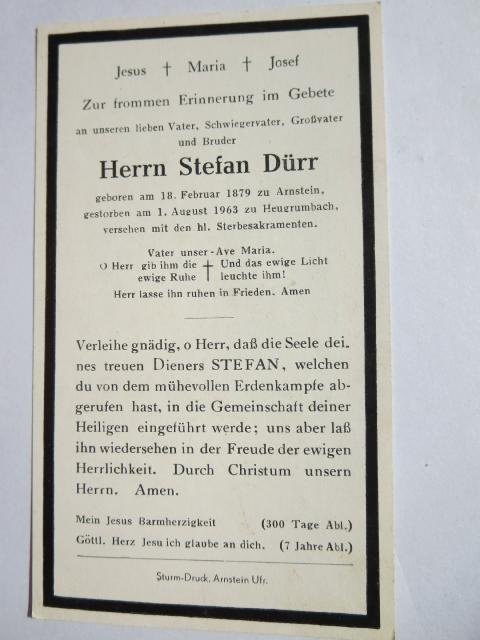 Jesus † Maria † Josef
Zur frommen Erinnerung im Gebete
an unseren lieben Vater, Schwiegervater, Großvater
und Bruder
Herrn Stefan Dürr
geboren am 18. Februar 1879 zu Arnstein,
gestorben am 1. August 1963 zu Heugrumbach,
versehen mit den hl. Sterbesakramenten.
Vater unser - Ave Maria.
O Herr gib ihm die † Und das ewige Licht
ewige Ruhe leuchte ihm!
Herr lasse ihn ruhen in Frieden. Amen
Verleihe gnädig, o Herr, daß die Seele dei-
nes treuen Dieners STEFAN, welchen
du von dem mühevollen Erdenkampfe ab-
gerufen hast, in die Gemeinschaft deiner
Heiligen eingeführt werde; uns aber laß
ihn wiedersehen in der Freude der ewigen
Herrlichkeit. Durch Christum unsern
Herrn. Amen.
Mein Jesus Barmherzigkeit (300 Tage Abl.)
Göttl. Herz Jesu ich glaube an dich. (7 Jahre Abl.)
Sturm-Druck, Arnstein Ufr.